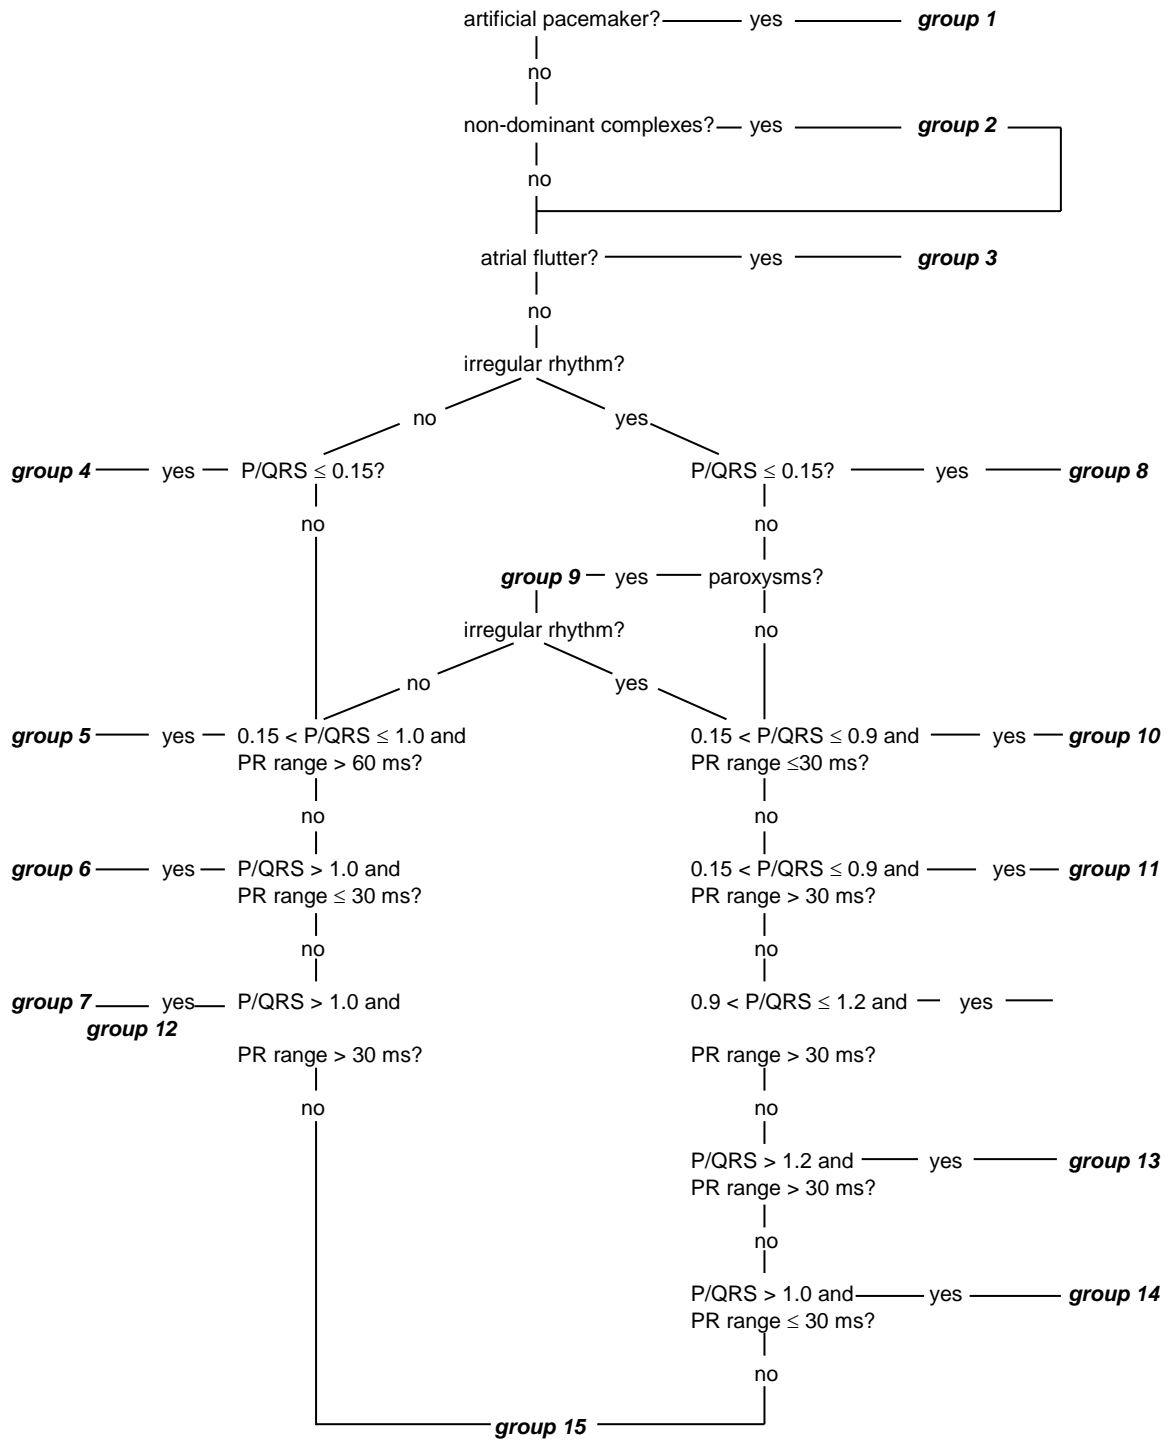 artificial pacemaker? yes group 1
no
non-dominant complexes? yes group 2
no
atrial flutter? yes group 3
no
irregular rhythm?
no yes
group 4 yes P/QRS ≤ 0.15? P/QRS ≤ 0.15? yes group 8
no no
group 9 yes paroxysms?
irregular rhythm? no
no yes
group 5 yes 0.15 < P/QRS ≤ 1.0 and 0.15 < P/QRS ≤ 0.9 and yes group 10
PR range > 60 ms? PR range ≤30 ms?
no no
group 6 yes P/QRS > 1.0 and 0.15 < P/QRS ≤ 0.9 and yes group 11
PR range ≤ 30 ms? PR range > 30 ms?
no no
group 7 yes P/QRS > 1.0 and 0.9 < P/QRS ≤ 1.2 and yes
group 12
PR range > 30 ms? PR range > 30 ms?
no no
P/QRS > 1.2 and yes group 13
PR range > 30 ms?
no
P/QRS > 1.0 and yes group 14
PR range ≤ 30 ms?
no
group 15